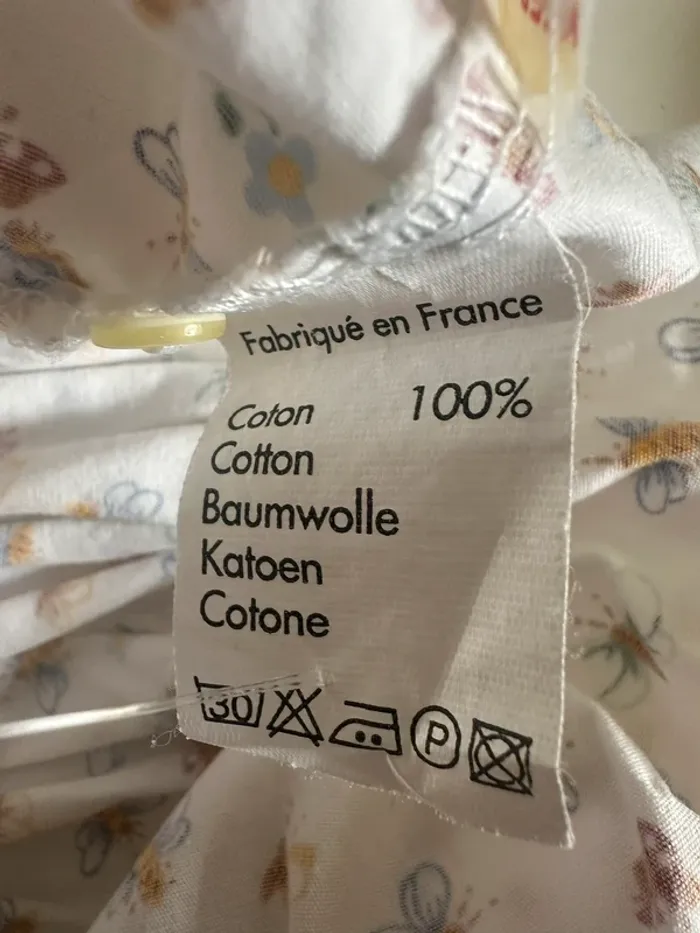 Fabriqué en France
Coton 100%
Cotton
Baumwolle
Katoen
Cotone
30 P